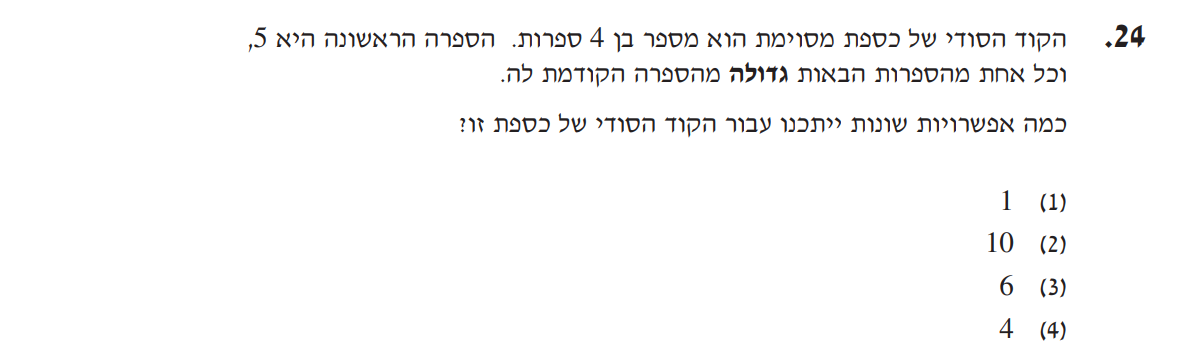 24. הקוד הסודי של כספת מסוימת הוא מספר בן 4 ספרות. הספרה הראשונה היא 5,
וכל אחת מהספרות הבאות גדולה מהספרה הקודמת לה.
כמה אפשרויות שונות ייתכנו עבור הקוד הסודי של כספת זו?
(1) 1
(2) 10
(3) 6
(4) 4